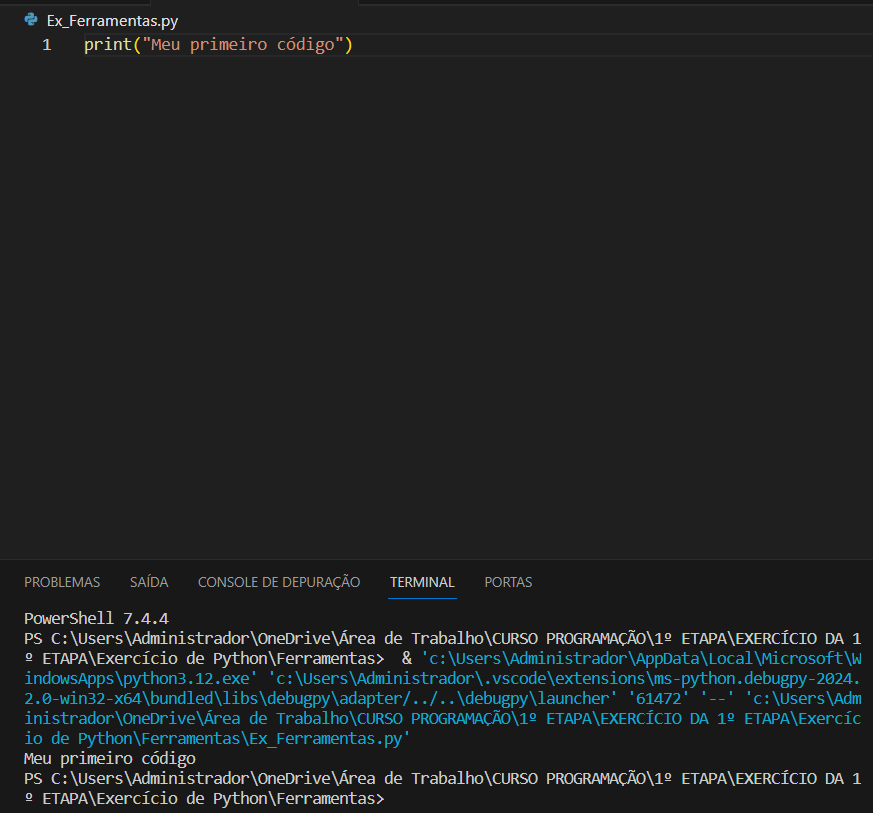 Ex_Ferramentas.py
1 print("Meu primeiro código")
PROBLEMAS SAÍDA CONSOLE DE DEPURAÇÃO TERMINAL PORTAS
PowerShell 7.4.4
PS C:\Users\Administrador\OneDrive\Área de Trabalho\CURSO PROGRAMAÇÃO\1º ETAPA\EXERCÍCIO DA 1
º ETAPA\Exercício de Python\Ferramentas>  & 'c:\Users\Administrador\AppData\Local\Microsoft\W
indowsApps\python3.12.exe' 'c:\Users\Administrador\.vscode\extensions\ms-python.debugpy-2024.
2.0-win32-x64\bundled\libs\debugpy\adapter/../..\debugpy\launcher' '61472' '--' 'c:\Users\Adm
inistrador\OneDrive\Área de Trabalho\CURSO PROGRAMAÇÃO\1º ETAPA\EXERCÍCIO DA 1º ETAPA\Exercíc
io de Python\Ferramentas\Ex_Ferramentas.py'
Meu primeiro código
PS C:\Users\Administrador\OneDrive\Área de Trabalho\CURSO PROGRAMAÇÃO\1º ETAPA\EXERCÍCIO DA 1
º ETAPA\Exercício de Python\Ferramentas>